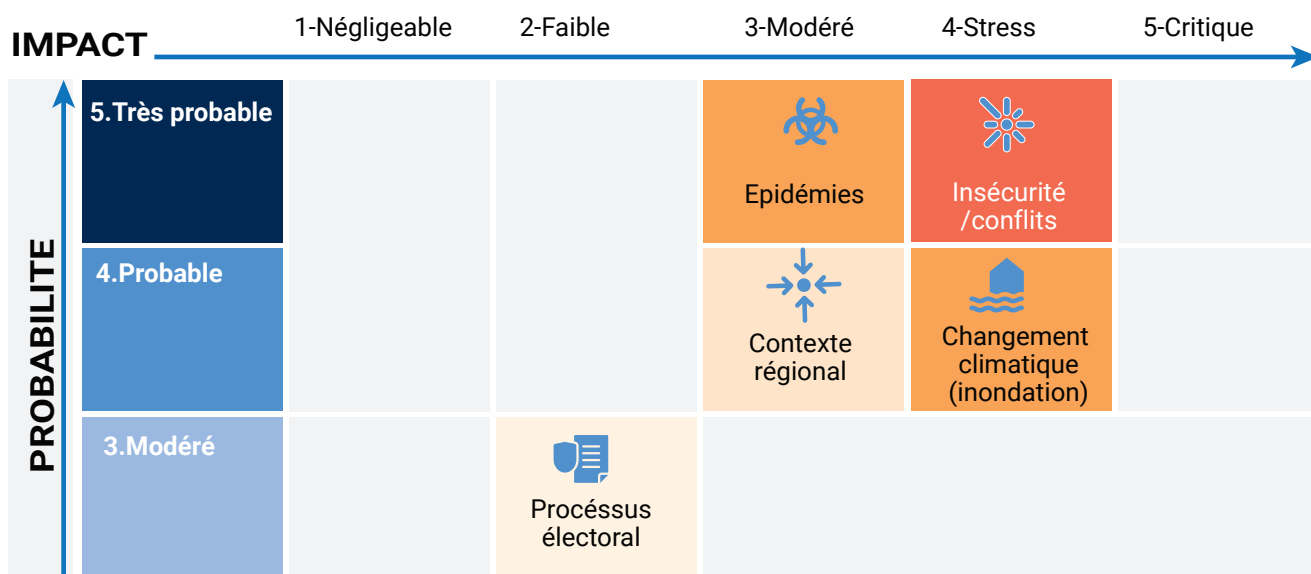 IMPACT
1-Négligeable
2-Faible
3-Modéré
4-Stress
5-Critique
PROBABILITE
5.Très probable
Epidémies
Insécurité
/conflits
4.Probable
Contexte
régional
Changement
climatique
(inondation)
3.Modéré
Procéssus
électoral